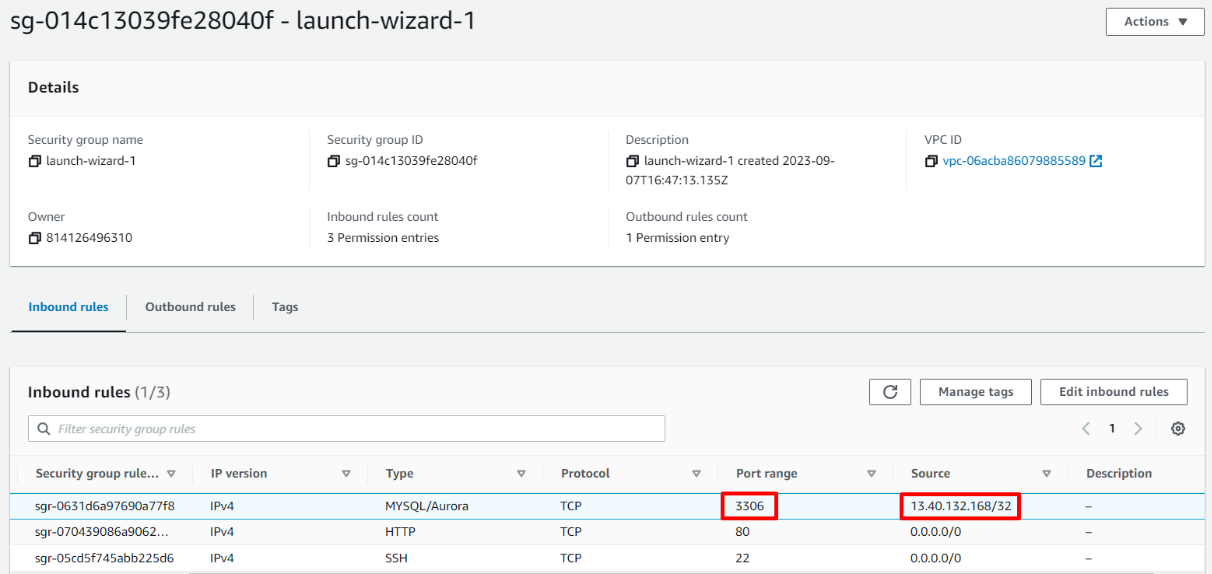 sg-014c13039fe28040f - launch-wizard-1
Actions
Details
Security group name
launch-wizard-1
Security group ID
sg-014c13039fe28040f
Description
launch-wizard-1 created 2023-09-
07T16:47:13.135Z
VPC ID
vpc-06acba86079885589
Owner
814126496310
Inbound rules count
3 Permission entries
Outbound rules count
1 Permission entry
Inbound rules Outbound rules Tags
Inbound rules (1/3)
Manage tags Edit inbound rules
Filter security group rules
1
Security group rule... IP version Type Protocol Port range Source Description
sgr-0631d6a97690a77f8 IPv4 MYSQL/Aurora TCP 3306 13.40.132.168/32 –
sgr-070439086a9062... IPv4 HTTP TCP 80 0.0.0.0/0 –
sgr-05cd5f745abb225d6 IPv4 SSH TCP 22 0.0.0.0/0 –